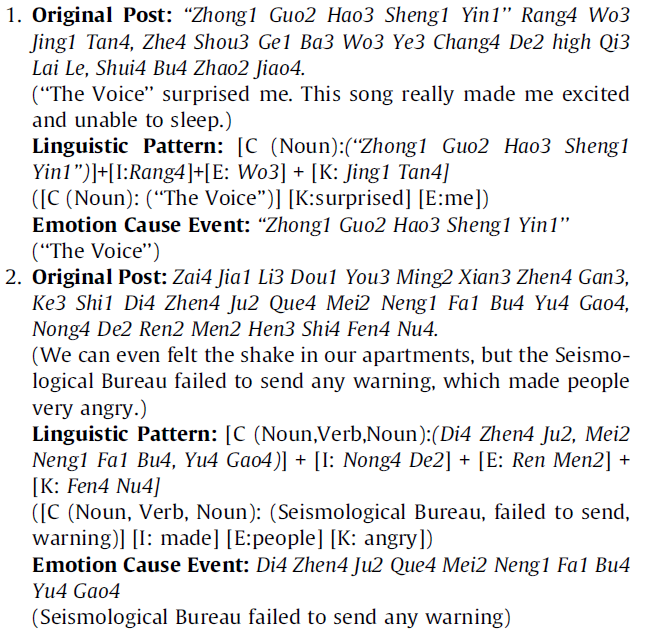 1. Original Post: “Zhong1 Guo2 Hao3 Sheng1 Yin1” Rang4 Wo3
Jing1 Tan4, Zhe4 Shou3 Ge1 Ba3 Wo3 Ye3 Chang4 De2 high Qi3
Lai Le, Shui4 Bu4 Zhao2 Jiao4.
(“The Voice” surprised me. This song really made me excited
and unable to sleep.)
Linguistic Pattern: [C (Noun):(“Zhong1 Guo2 Hao3 Sheng1
Yin1”)]+[I:Rang4]+[E: Wo3] + [K: Jing1 Tan4]
([C (Noun): (“The Voice”)] [K:surprised] [E:me])
Emotion Cause Event: “Zhong1 Guo2 Hao3 Sheng1 Yin1”
(“The Voice”)
2. Original Post: Zai4 Jia1 Li3 Dou1 You3 Ming2 Xian3 Zhen4 Gan3,
Ke3 Shi1 Di4 Zhen4 Ju2 Que4 Mei2 Neng1 Fa1 Bu4 Yu4 Gao4,
Nong4 De2 Ren2 Men2 Hen3 Shi4 Fen4 Nu4.
(We can even felt the shake in our apartments, but the Seismo-
logical Bureau failed to send any warning, which made people
very angry.)
Linguistic Pattern: [C (Noun,Verb,Noun):(Di4 Zhen4 Ju2, Mei2
Neng1 Fa1 Bu4, Yu4 Gao4)] + [I: Nong4 De2] + [E: Ren Men2] +
[K: Fen4 Nu4]
([C (Noun, Verb, Noun): (Seismological Bureau, failed to send,
warning)] [I: made] [E:people] [K: angry])
Emotion Cause Event: Di4 Zhen4 Ju2 Que4 Mei2 Neng1 Fa1 Bu4
Yu4 Gao4
(Seismological Bureau failed to send any warning)